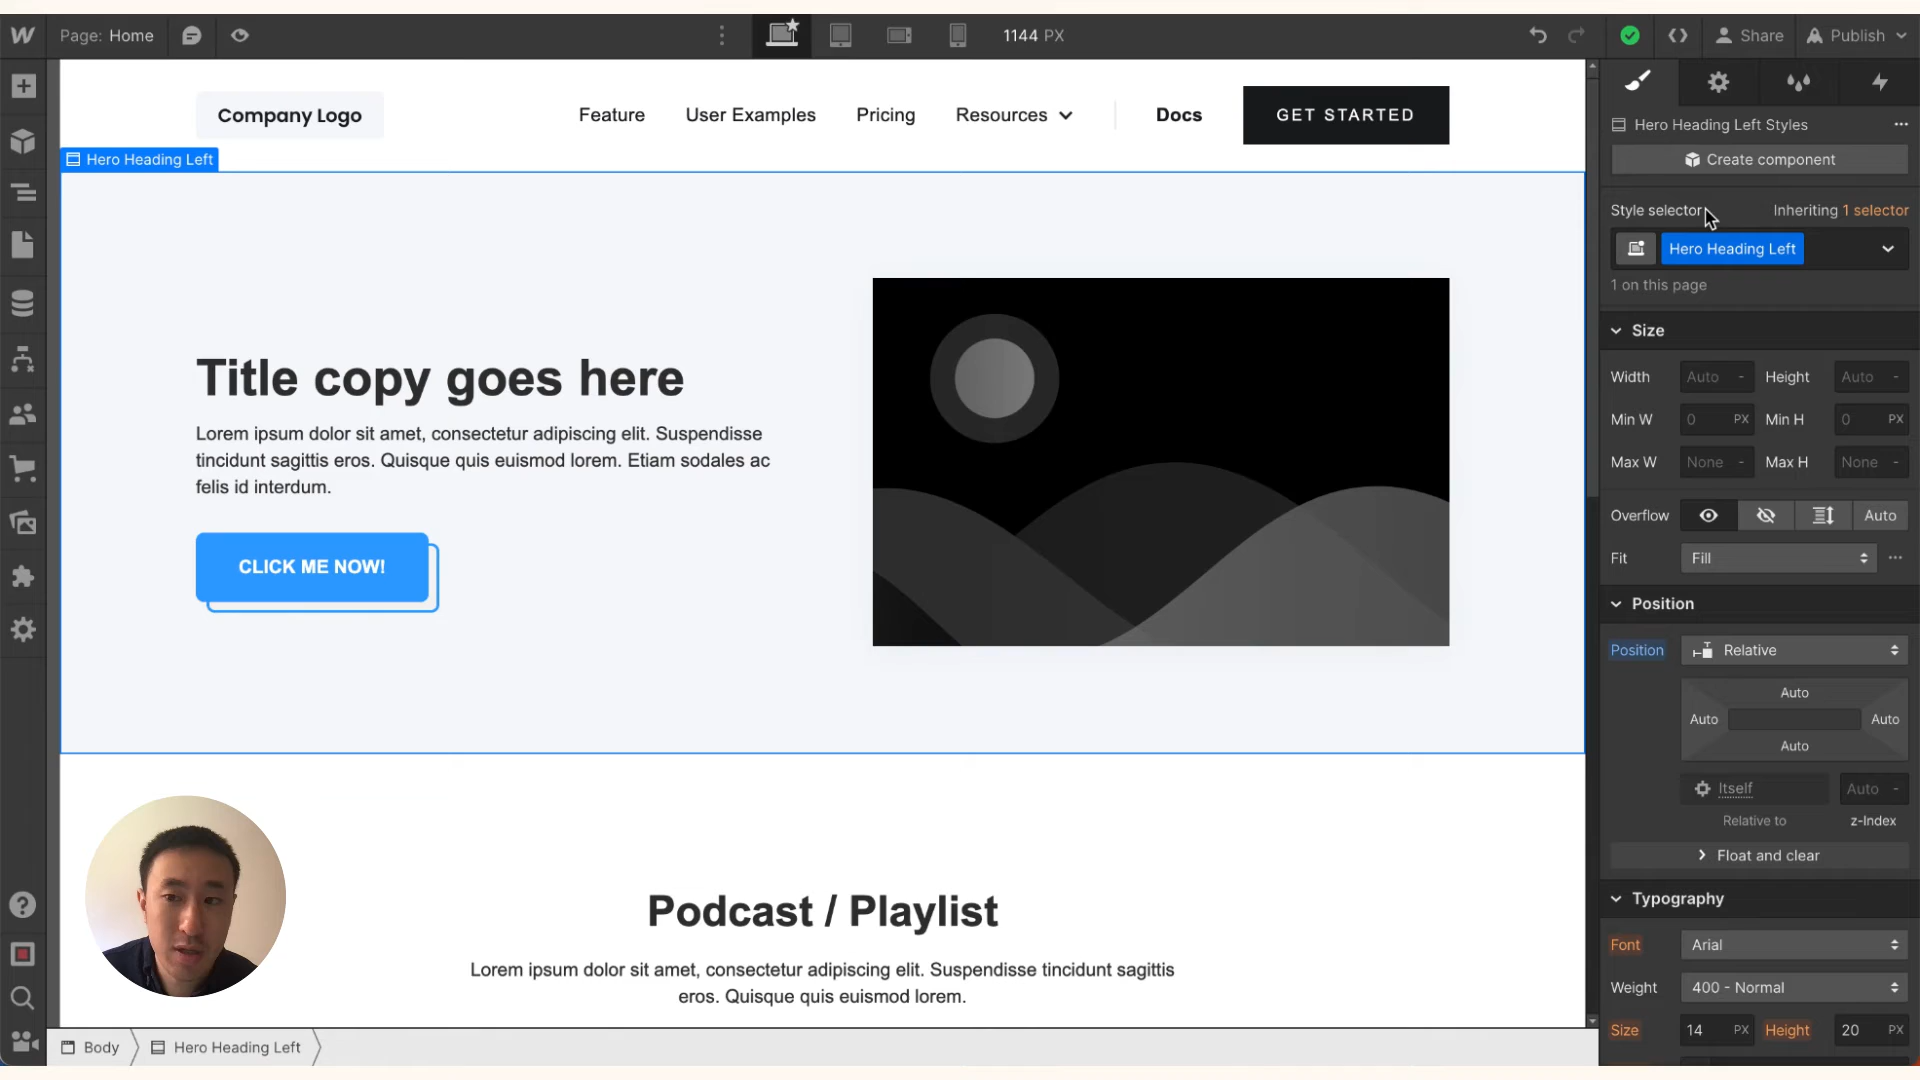 Page: Home
1144 PX
Share
Publish
Company Logo
Feature
User Examples
Pricing
Resources
Docs
GET STARTED
Hero Heading Left
Title copy goes here
Lorem ipsum dolor sit amet, consectetur adipiscing elit. Suspendisse
tincidunt sagittis eros. Quisque quis euismod lorem. Etiam sodales ac
felis id interdum.
CLICK ME NOW!
Podcast / Playlist
Lorem ipsum dolor sit amet, consectetur adipiscing elit. Suspendisse tincidunt sagittis
eros. Quisque quis euismod lorem.
Body
Hero Heading Left
Hero Heading Left Styles
Create component
Style selector
Inheriting 1 selector
Hero Heading Left
1 on this page
Size
Width Auto - Height Auto -
Min W 0 PX Min H 0 PX
Max W None - Max H None -
Overflow Auto
Fit Fill
Position
Position Relative
Auto
Auto Auto
Auto
Itself Auto -
Relative to z-Index
Float and clear
Typography
Font Arial
Weight 400 - Normal
Size 14 PX Height 20 PX